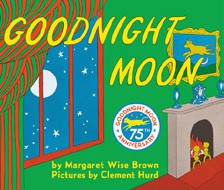 GOODNIGHT
MOON
GOODNIGHT MOON
75TH
ANNIVERSARY
by Margaret Wise Brown
Pictures by Clement Hurd